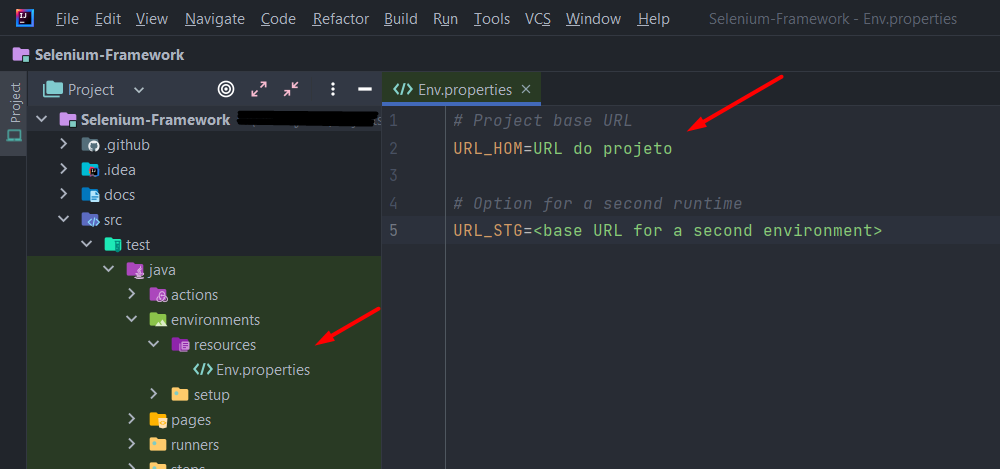 File Edit View Navigate Code Refactor Build Run Tools VCS Window Help Selenium-Framework - Env.properties
Selenium-Framework
Project
Project
Env.properties
Selenium-Framework
.github
.idea
docs
src
test
java
actions
environments
resources
Env.properties
setup
pages
runners
1 # Project base URL
2 URL_HOM=URL do projeto
3
4 # Option for a second runtime
5 URL_STG=<base URL for a second environment>